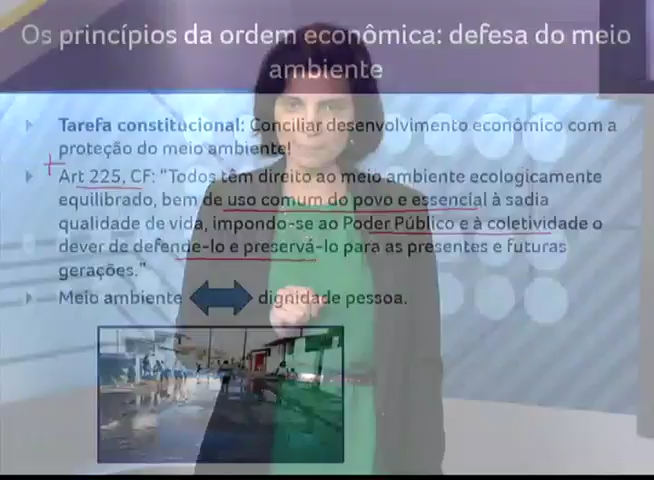 Os princípios da ordem econômica: defesa do meio
ambiente
Tarefa constitucional: Conciliar desenvolvimento econômico com a
proteção do meio ambiente!
Art 225, CF: "Todos têm direito ao meio ambiente ecologicamente
equilibrado, bem de uso comum do povo e essencial à sadia
qualidade de vida, impondo-se ao Poder Público e à coletividade o
dever de defende-lo e preservá-lo para as presentes e futuras
gerações."
Meio ambiente dignidade pessoa.